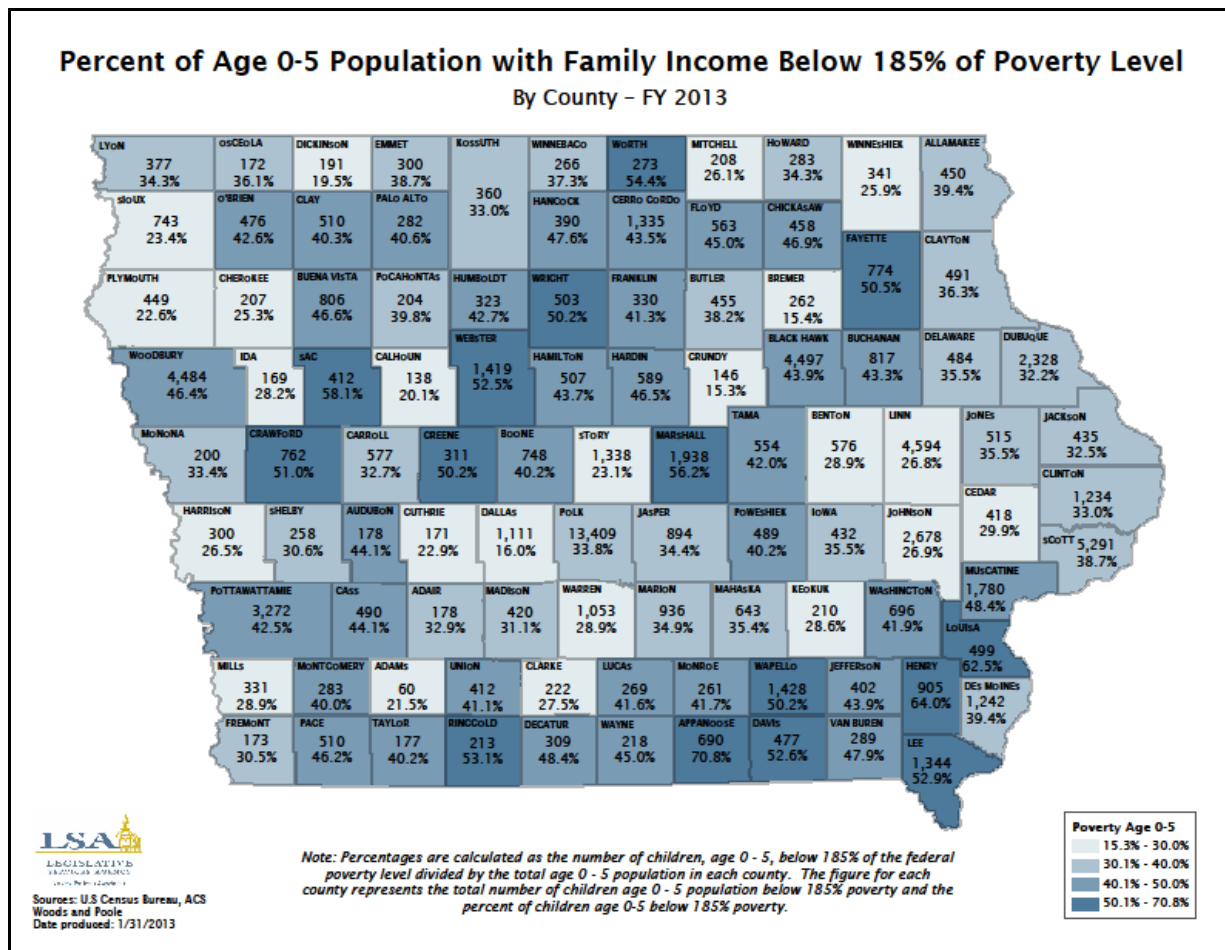 Percent of Age 0-5 Population with Family Income Below 185% of Poverty Level
By County – FY 2013
LYON
377
34.3%
OSCEOLA
172
36.1%
DICKINSON
191
19.5%
EMMET
300
38.7%
KOSSUTH
360
33.0%
WINNEBAGO
266
37.3%
WORTH
273
54.4%
MITCHELL
208
26.1%
HOWARD
283
34.3%
WINNESHIEK
341
25.9%
ALLAMAKEE
450
39.4%
SIOUX
743
23.4%
O'BRIEN
476
42.6%
CLAY
510
40.3%
PALO ALTO
282
40.6%
HANCOCK
390
47.6%
CERRO GORDO
1,335
43.5%
FLOYD
563
45.0%
CHICKASAW
458
46.9%
FAYETTE
774
50.5%
CLAYTON
491
36.3%
PLYMOUTH
449
22.6%
CHEROKEE
207
25.3%
BUENA VISTA
806
46.6%
POCAHONTAS
204
39.8%
HUMBOLDT
323
42.7%
WRIGHT
503
50.2%
FRANKLIN
330
41.3%
BUTLER
455
38.2%
BREMER
262
15.4%
WOODBURY
4,484
46.4%
IDA
169
28.2%
SAC
412
58.1%
CALHOUN
138
20.1%
WEBSTER
1,419
52.5%
HAMILTON
507
43.7%
HARDIN
589
46.5%
GRUNDY
146
15.3%
BLACK HAWK
4,497
43.9%
BUCHANAN
817
43.3%
DELAWARE
484
35.5%
DUBUQUE
2,328
32.2%
MONONA
200
33.4%
CRAWFORD
762
51.0%
CARROLL
577
32.7%
GREENE
311
50.2%
BOONE
748
40.2%
STORY
1,338
23.1%
MARSHALL
1,938
56.2%
TAMA
554
42.0%
BENTON
576
28.9%
LINN
4,594
26.8%
JONES
515
35.5%
JACKSON
435
32.5%
CLINTON
1,234
33.0%
HARRISON
300
26.5%
SHELBY
258
30.6%
AUDUBON
178
44.1%
GUTHRIE
171
22.9%
DALLAS
1,111
16.0%
POLK
13,409
33.8%
JASPER
894
34.4%
POWESHIEK
489
40.2%
IOWA
432
35.5%
JOHNSON
2,678
26.9%
CEDAR
418
29.9%
SCOTT
5,291
38.7%
MUSCATINE
1,780
48.4%
POTTAWATTAMIE
3,272
42.5%
CASS
490
44.1%
ADAIR
178
32.9%
MADISON
420
31.1%
WARREN
1,053
28.9%
MARION
936
34.9%
MAHASKA
643
35.4%
KEOKUK
210
28.6%
WASHINGTON
696
41.9%
LOUISA
499
62.5%
MILLS
331
28.9%
MONTGOMERY
283
40.0%
ADAMS
60
21.5%
UNION
412
41.1%
CLARKE
222
27.5%
LUCAS
269
41.6%
MONROE
261
41.7%
WAPELLO
1,428
50.2%
JEFFERSON
402
43.9%
HENRY
905
64.0%
DES MOINES
1,242
39.4%
FREMONT
173
30.5%
PAGE
510
46.2%
TAYLOR
177
40.2%
RINGGOLD
213
53.1%
DECATUR
309
48.4%
WAYNE
218
45.0%
APPANOOSE
690
70.8%
DAVIS
477
52.6%
VAN BUREN
289
47.9%
LEE
1,344
52.9%
LSA
LEGISLATIVE
SERVICES AGENCY
Sources: U.S Census Bureau, ACS
Woods and Poole
Date produced: 1/31/2013
Note: Percentages are calculated as the number of children, age 0 - 5, below 185% of the federal
poverty level divided by the total age 0 - 5 population in each county. The figure for each
county represents the total number of children age 0 - 5 population below 185% poverty and the
percent of children age 0-5 below 185% poverty.
Poverty Age 0-5
15.3% - 30.0%
30.1% - 40.0%
40.1% - 50.0%
50.1% - 70.8%